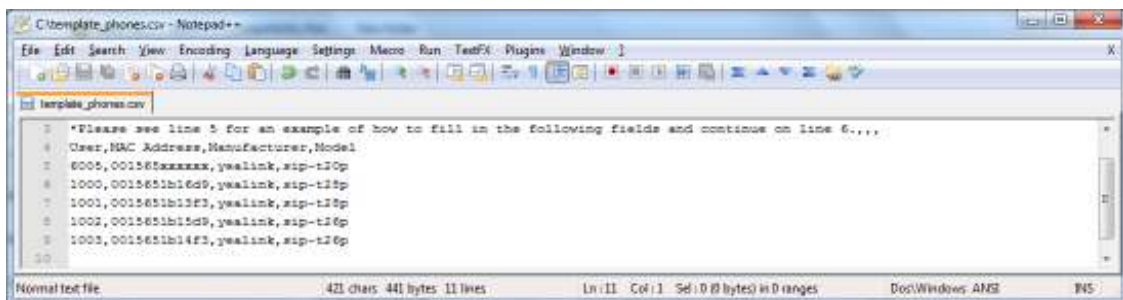 C:\template_phones.csv - Notepad++
File Edit Search View Encoding Language Settings Macro Run TextFX Plugins Window ? X
template_phones.csv
3 *Please see line 5 for an example of how to fill in the following fields and continue on line 6.,,,
4 User,MAC Address,Manufacturer,Model
5 6005,001565xxxxxx,yealink,sip-t20p
6 1000,0015651b16d9,yealink,sip-t28p
7 1001,0015651b13f3,yealink,sip-t28p
8 1002,0015651b15d9,yealink,sip-t26p
9 1003,0015651b14f3,yealink,sip-t26p
10
Normal text file 421 chars 441 bytes 11 lines Ln : 11 Col : 1 Sel : 0 (0 bytes) in 0 ranges Dos\Windows ANSI INS